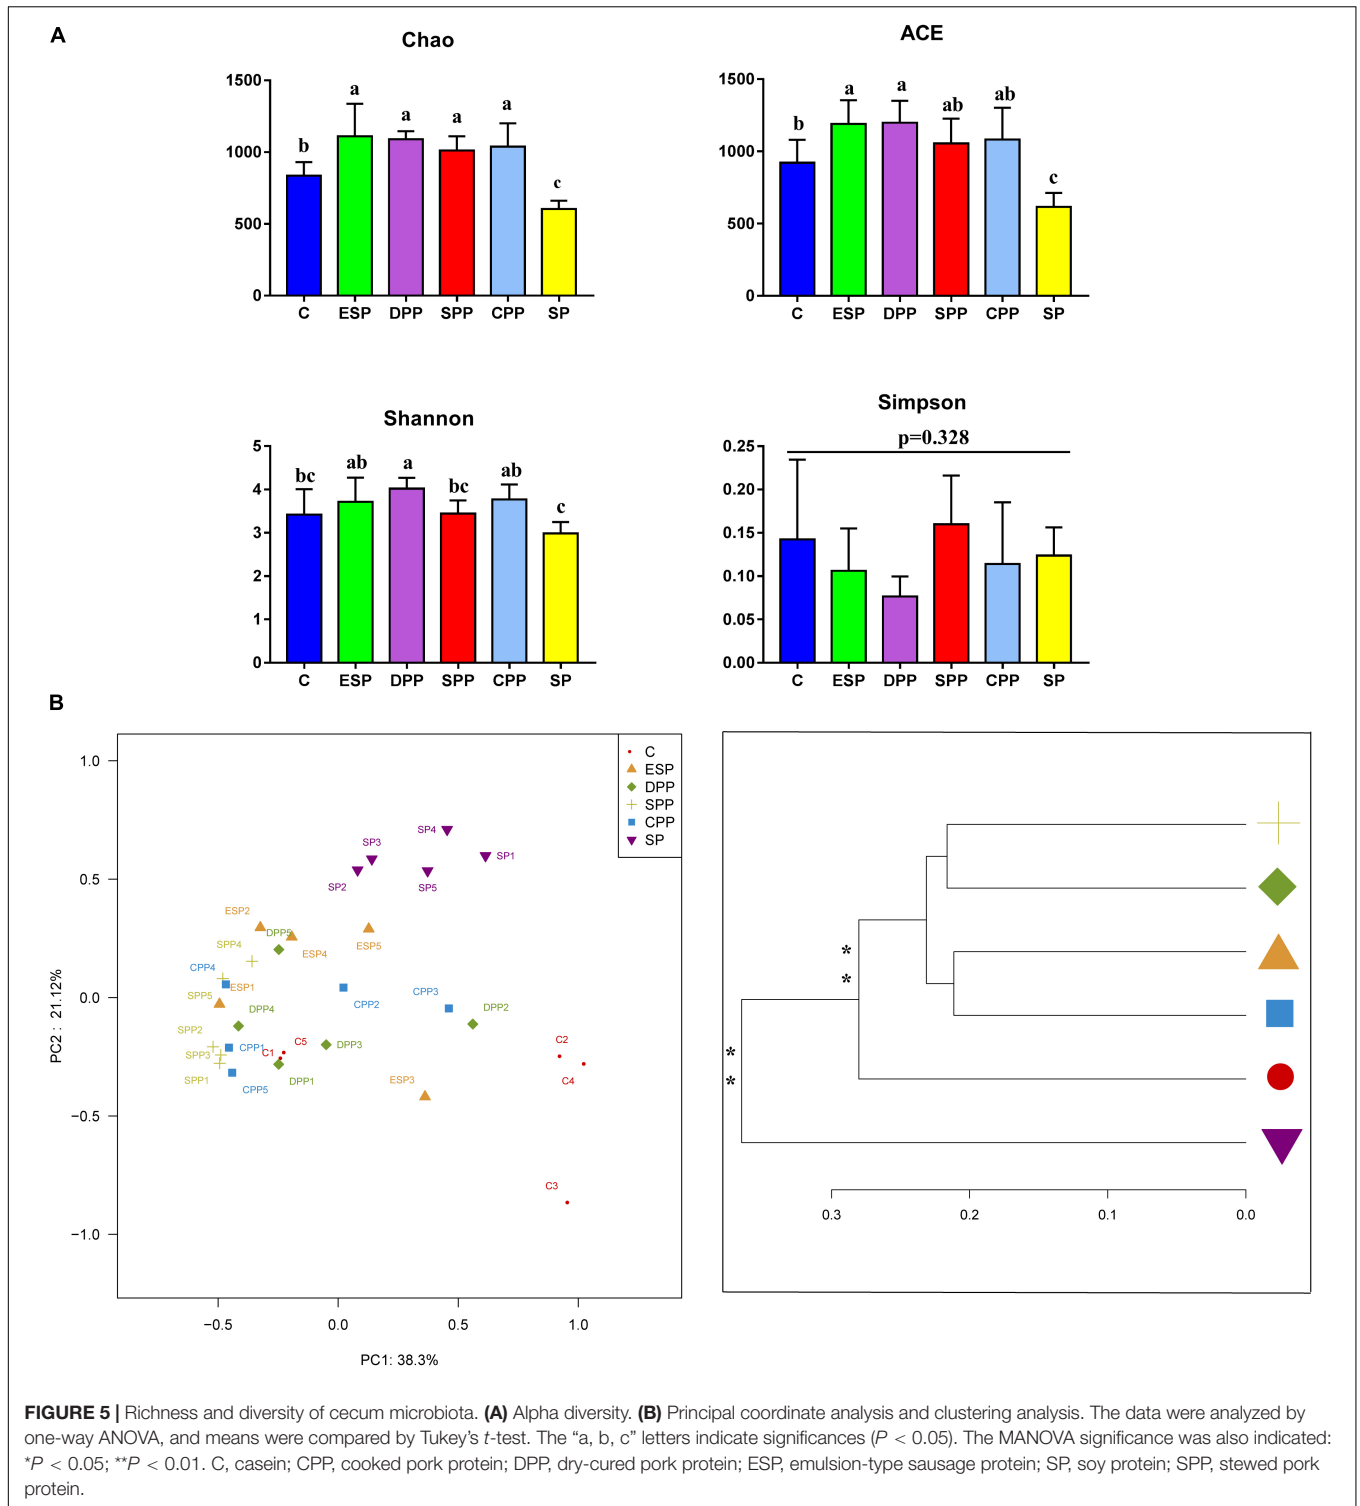 A
Chao
1500
1000
500
0
b
a
a
a
a
c
C ESP DPP SPP CPP SP
ACE
1500
1000
500
0
b
a
a
ab
ab
c
C ESP DPP SPP CPP SP
Shannon
5
4
3
2
1
0
bc
ab
a
bc
ab
c
C ESP DPP SPP CPP SP
Simpson
p=0.328
0.25
0.20
0.15
0.10
0.05
0.00
C ESP DPP SPP CPP SP
B
C
ESP
DPP
SPP
CPP
SP
PC2 : 21.12%
1.0
0.5
0.0
−0.5
−1.0
SP4
SP3
SP1
SP2
SP5
ESP2
DPP5
SPP4
ESP4
ESP5
CPP4
SPP5
ESP1
CPP2
CPP3
DPP2
DPP4
SPP2
C5
C2
CPP1
C1
DPP3
SPP3
SPP1
DPP1
CPP5
ESP3
C4
C3
−0.5 0.0 0.5 1.0
PC1: 38.3%
*
*
*
*
0.3 0.2 0.1 0.0
FIGURE 5 | Richness and diversity of cecum microbiota. (A) Alpha diversity. (B) Principal coordinate analysis and clustering analysis. The data were analyzed by
one-way ANOVA, and means were compared by Tukey's t-test. The “a, b, c” letters indicate significances (P < 0.05). The MANOVA significance was also indicated:
*P < 0.05; **P < 0.01. C, casein; CPP, cooked pork protein; DPP, dry-cured pork protein; ESP, emulsion-type sausage protein; SP, soy protein; SPP, stewed pork
protein.